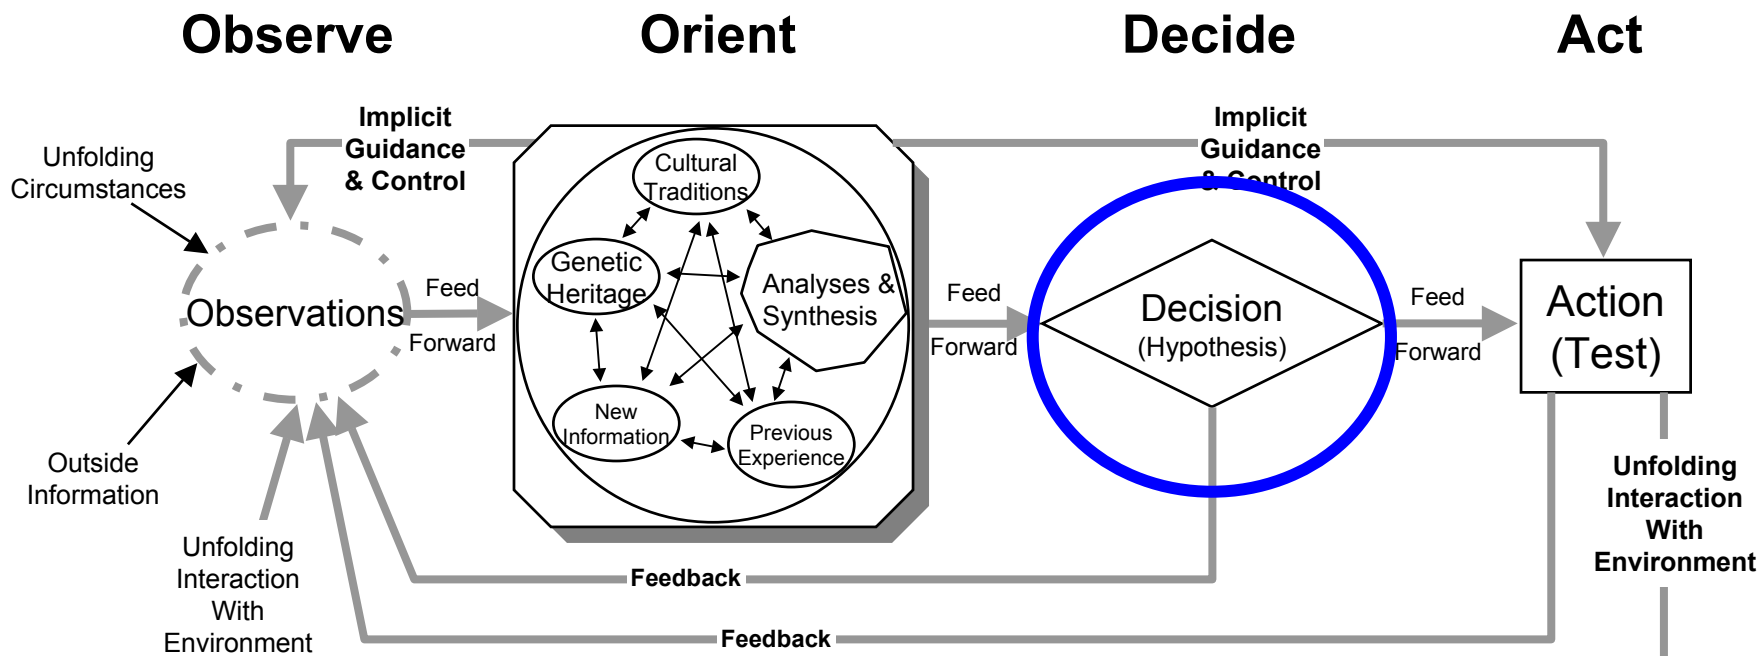 Observe
Orient
Decide
Act
Implicit
Guidance
& Control
Implicit
Guidance
& Control
Unfolding
Circumstances
Cultural
Traditions
Genetic
Heritage
Analyses &
Synthesis
Observations
Feed
Forward
Feed
Forward
Decision
(Hypothesis)
Feed
Forward
Action
(Test)
New
Information
Previous
Experience
Outside
Information
Unfolding
Interaction
With
Environment
Unfolding
Interaction
With
Environment
Feedback
Feedback